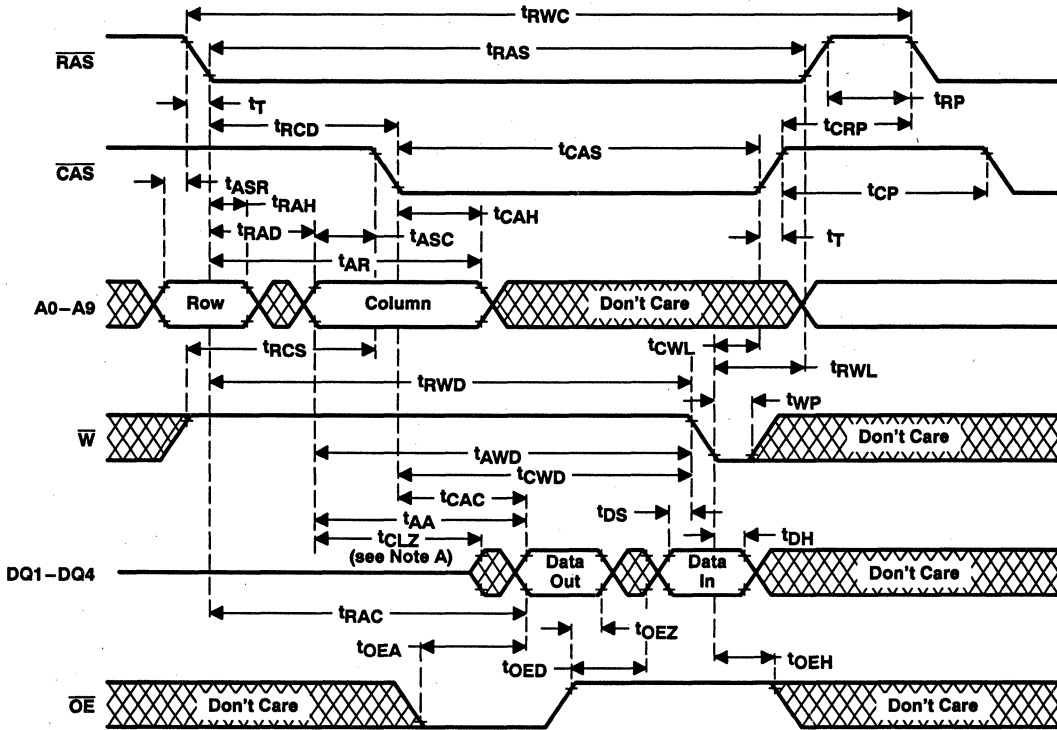 tRWC
RAS
tRAS
tT
tRP
tRCD
tCRP
CAS
tCAS
tASR
tCP
tRAH
tCAH
tRAD
tASC
tT
tAR
A0–A9
Row
Column
Don't Care
tRCS
tCWL
tRWL
tRWD
tWP
W
Don't Care
tAWD
tCWD
tCAC
tDS
tAA
tCLZ
(see Note A)
tDH
DQ1–DQ4
Data
Out
Data
In
Don't Care
tRAC
tOEZ
tOEA
tOED
tOEH
OE
Don't Care
Don't Care